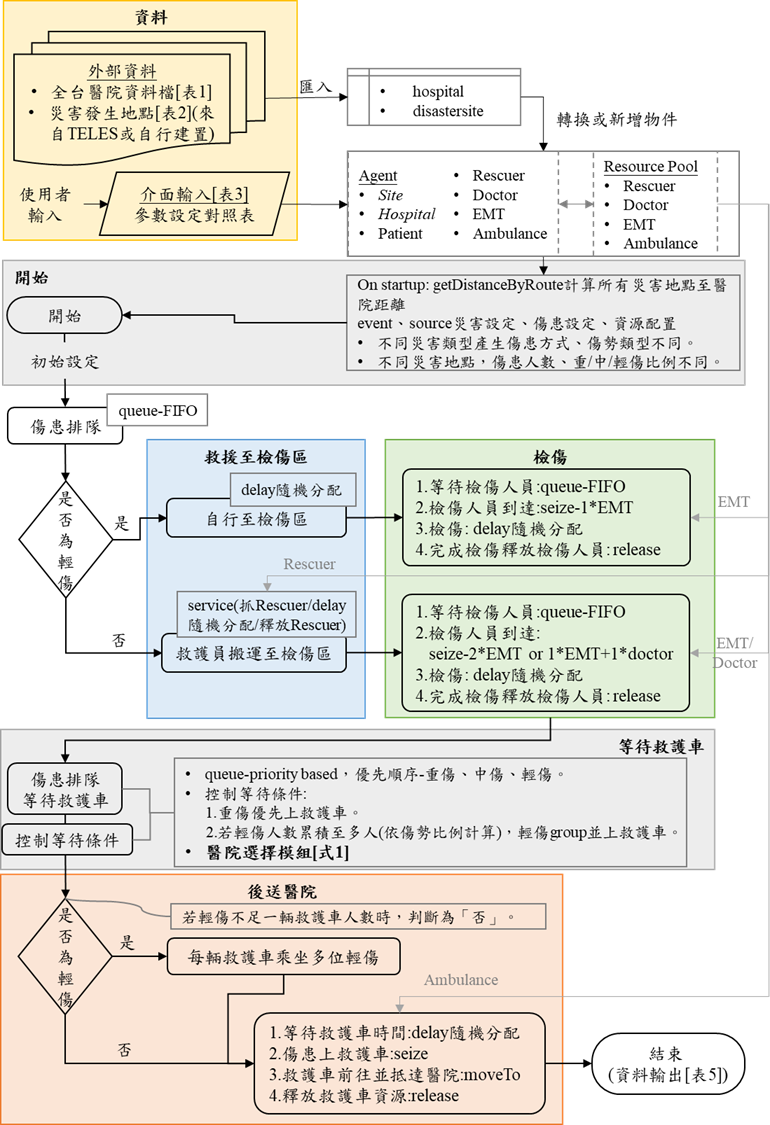 資料
外部資料
• 全台醫院資料檔[表1]
• 災害發生地點[表2](來
自TELES或自行建置)
匯入
• hospital
• disastersite
轉換或新增物件
使用者
輸入
介面輸入[表3]
參數設定對照表
Agent
• Site
• Hospital
• Patient
• Rescuer
• Doctor
• EMT
• Ambulance
Resource Pool
• Rescuer
• Doctor
• EMT
• Ambulance
開始
開始
On startup: getDistanceByRoute計算所有災害地點至醫
院距離
event、source災害設定、傷患設定、資源配置
• 不同災害類型產生傷患方式、傷勢類型不同。
• 不同災害地點，傷患人數、重/中/輕傷比例不同。
初始設定
queue-FIFO
傷患排隊
是否為輕傷
是
否
救援至檢傷區
delay隨機分配
自行至檢傷區
Rescuer
service(抓Rescuer/delay
隨機分配/釋放Rescuer)
救護員搬運至檢傷區
檢傷
1.等待檢傷人員:queue-FIFO
2.檢傷人員到達:seize-1*EMT
3.檢傷: delay隨機分配
4.完成檢傷釋放檢傷人員:release
EMT
1.等待檢傷人員:queue-FIFO
2.檢傷人員到達:
seize-2*EMT or 1*EMT+1*doctor
3.檢傷: delay隨機分配
4.完成檢傷釋放檢傷人員:release
EMT/
Doctor
等待救護車
傷患排隊
等待救護車
控制等待條件
• queue-priority based，優先順序-重傷、中傷、輕傷。
• 控制等待條件:
1.重傷優先上救護車。
2.若輕傷人數累積至多人(依傷勢比例計算)，輕傷group並上救護車。
• 醫院選擇模組[式1]
後送醫院
若輕傷不足一輛救護車人數時，判斷為「否」。
是否為輕傷
是
每輛救護車乘坐多位輕傷
否
Ambulance
1.等待救護車時間:delay隨機分配
2.傷患上救護車:seize
3.救護車前往並抵達醫院:moveTo
4.釋放救護車資源:release
結束
(資料輸出[表5])